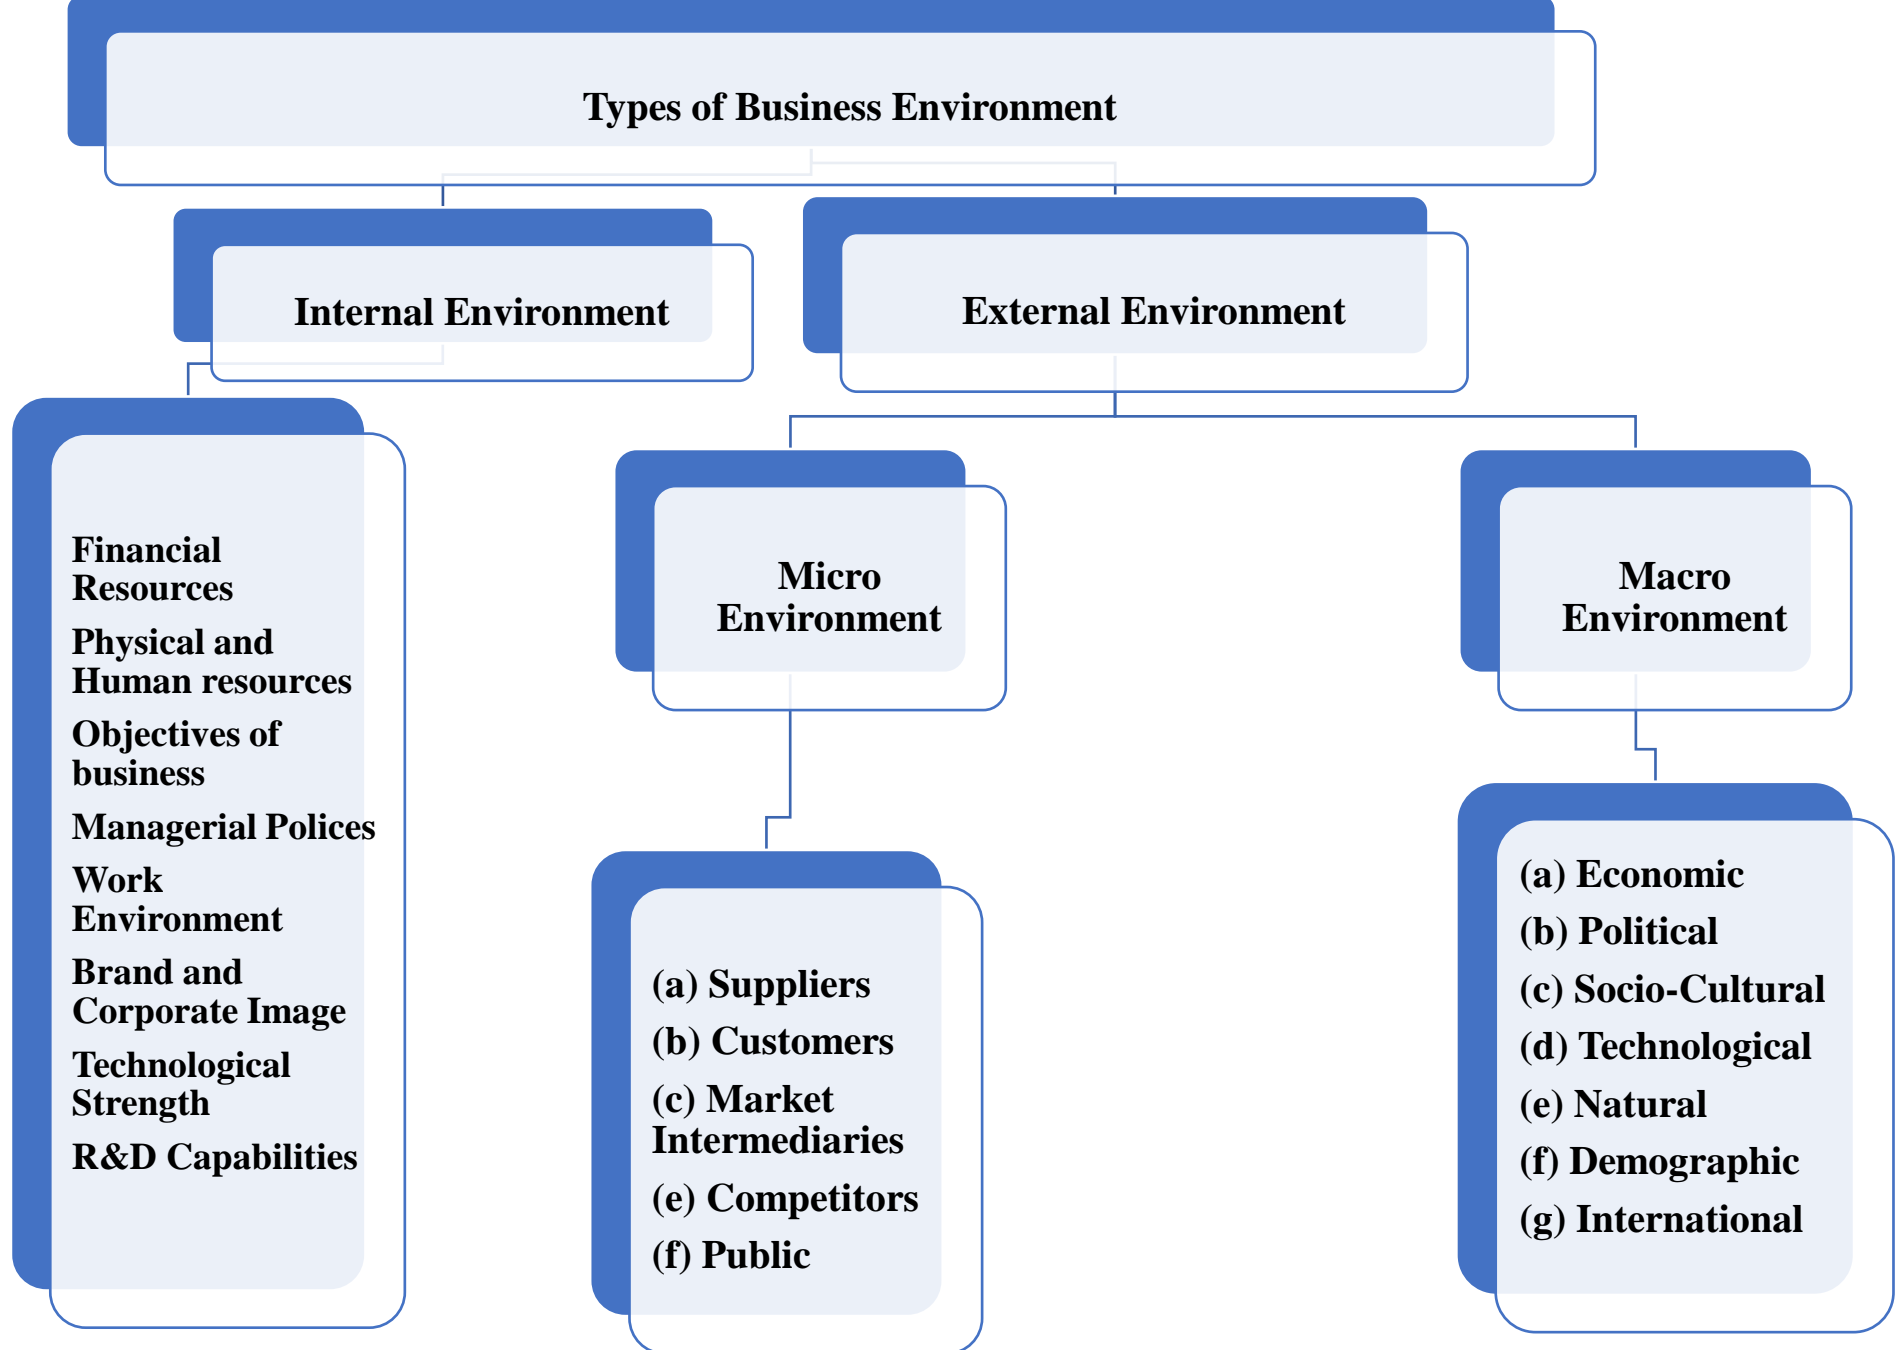 Types of Business Environment
Internal Environment
External Environment
Financial
Resources
Physical and
Human resources
Objectives of
business
Managerial Polices
Work
Environment
Brand and
Corporate Image
Technological
Strength
R&D Capabilities
Micro
Environment
(a) Suppliers
(b) Customers
(c) Market
Intermediaries
(e) Competitors
(f) Public
Macro
Environment
(a) Economic
(b) Political
(c) Socio-Cultural
(d) Technological
(e) Natural
(f) Demographic
(g) International